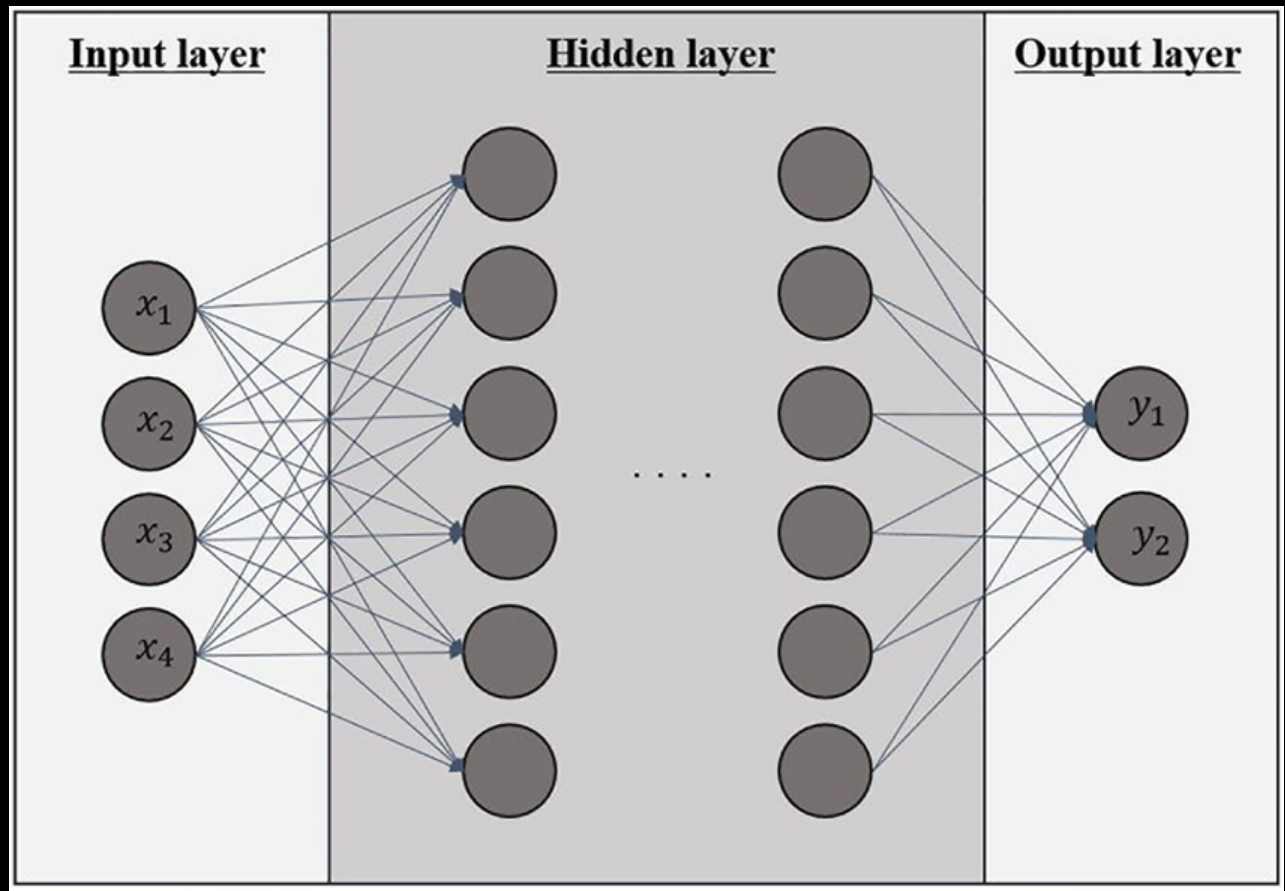 Input layer
Hidden layer
Output layer
x₁
x₂
x₃
x₄
. . . .
y₁
y₂